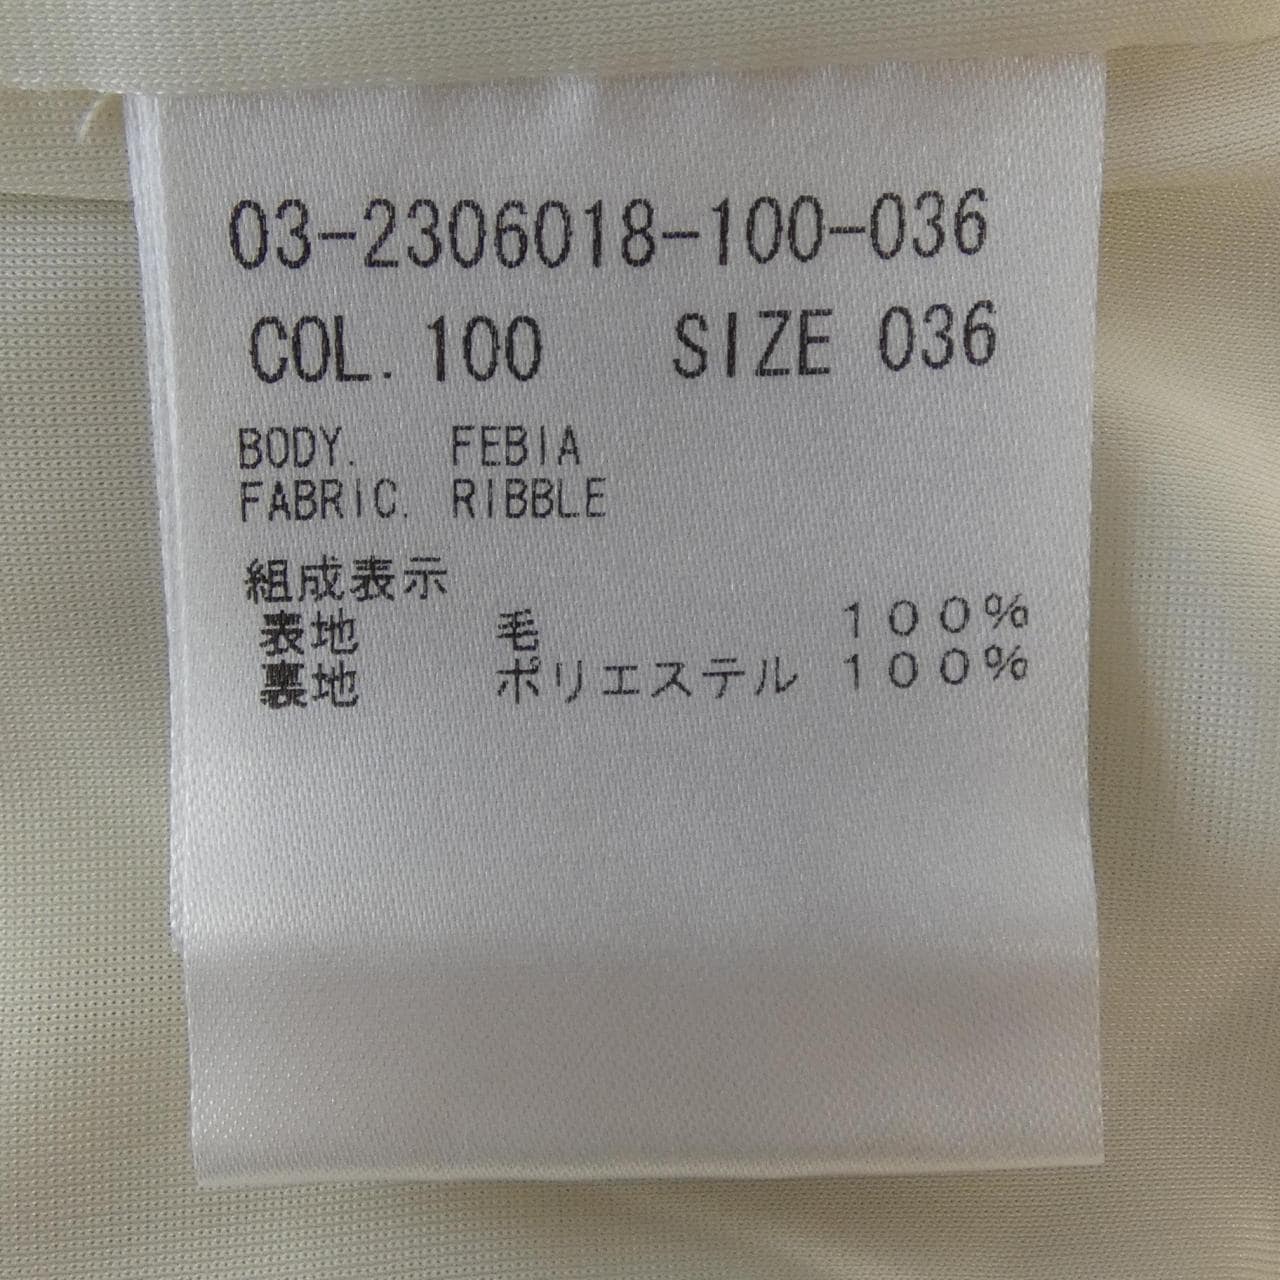 03-2306018-100-036
COL. 100 SIZE 036
BODY. FEBIA
FABRIC. RIBBLE
組成表示
表地 毛 100%
裏地 ポリエステル 100%